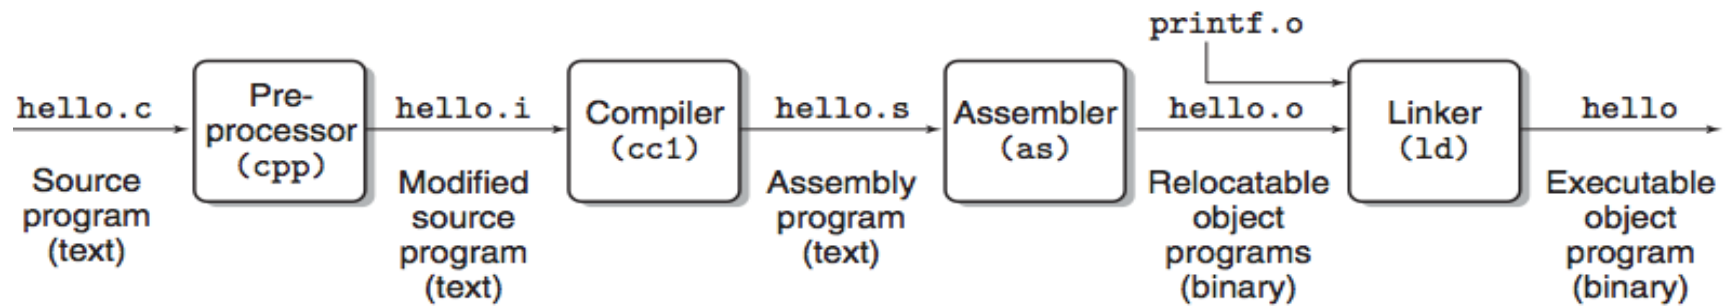 printf.o
hello.c
Pre-
processor
(cpp)
hello.i
Compiler
(cc1)
hello.s
Assembler
(as)
hello.o
Linker
(ld)
hello
Source
program
(text)
Modified
source
program
(text)
Assembly
program
(text)
Relocatable
object
programs
(binary)
Executable
object
program
(binary)